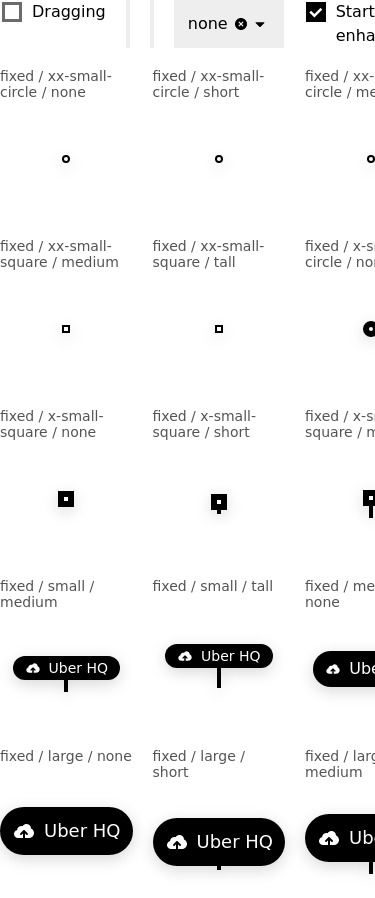 Dragging
none
Start
enha
fixed / xx-small-
circle / none
fixed / xx-small-
circle / short
fixed / xx-
circle / me
fixed / xx-small-
square / medium
fixed / xx-small-
square / tall
fixed / x-s
circle / no
fixed / x-small-
square / none
fixed / x-small-
square / short
fixed / x-s
square / m
fixed / small /
medium
fixed / small / tall
fixed / me
none
Uber HQ
Uber HQ
Ube
fixed / large / none
fixed / large /
short
fixed / larg
medium
Uber HQ
Uber HQ
Ub